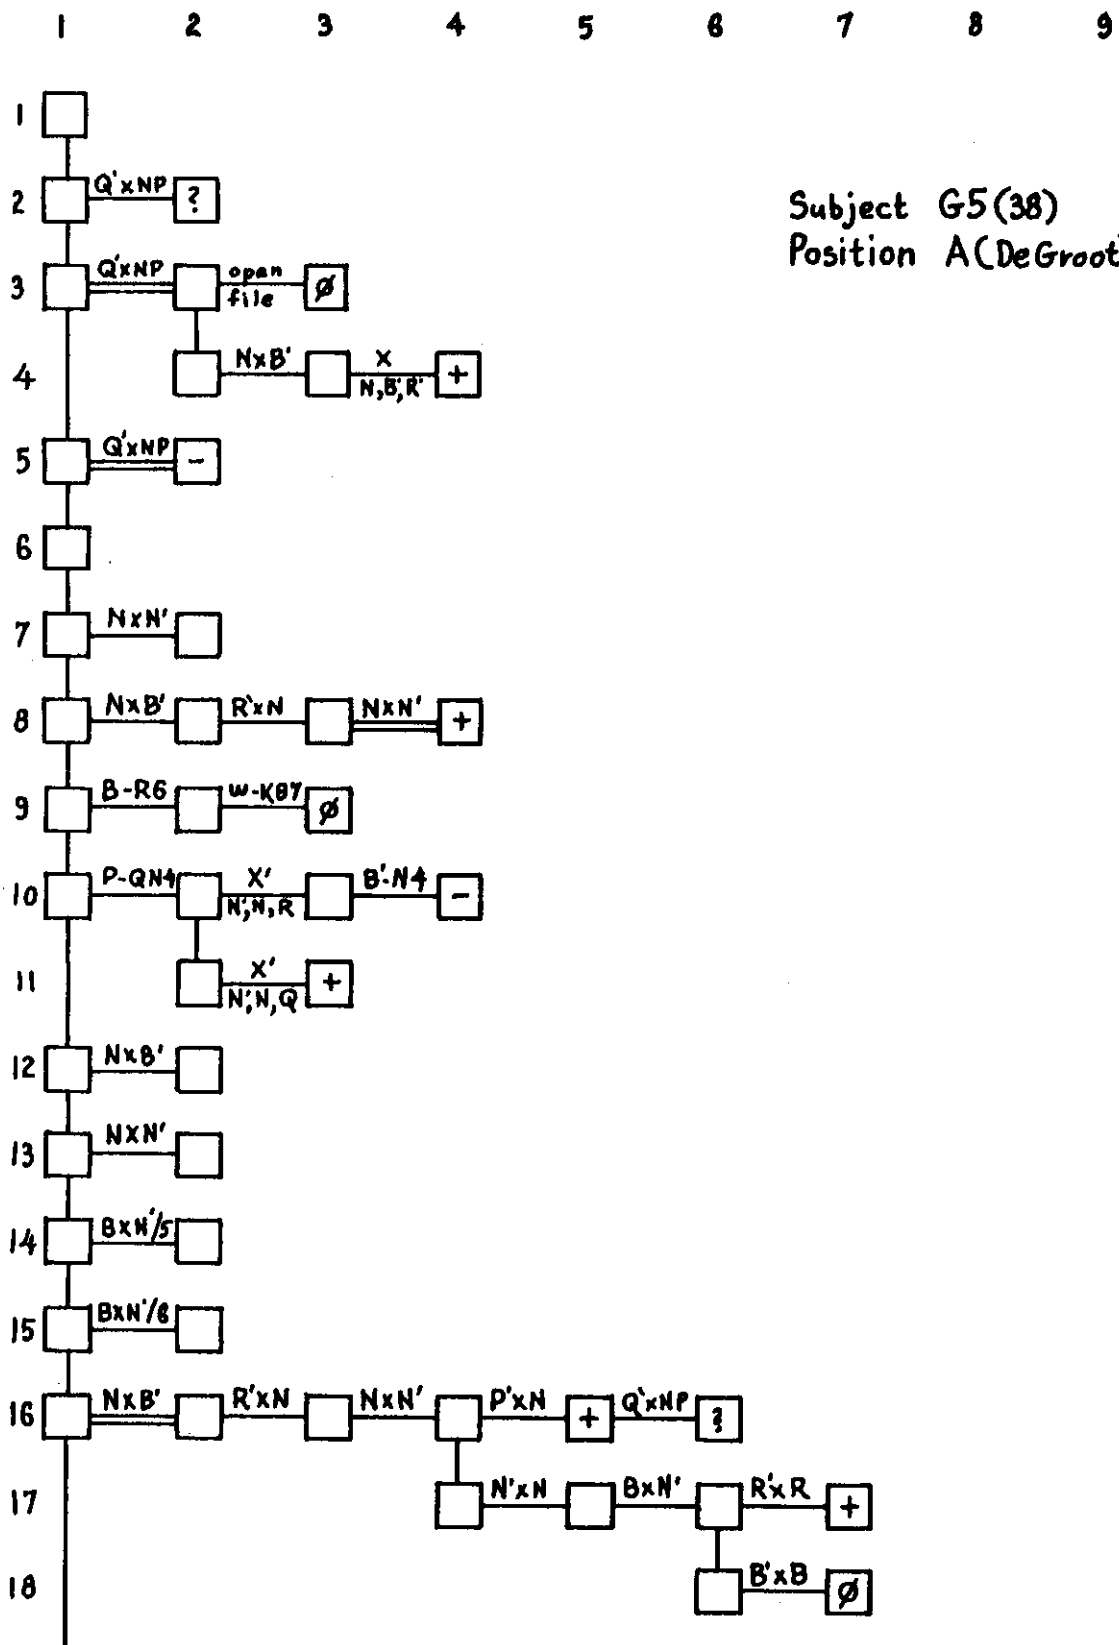 1 2 3 4 5 6 7 8 9
1
Subject G5(38)
Position A(DeGroot)
2 Q'xNP ?
3 Q'xNP opan file ø
4 NxB' X N,B',R' +
5 Q'xNP -
6
7 NxN'
8 NxB' R'xN NxN' +
9 B-R6 w-KB7 ø
10 P-QN4 X' N',N,R B'-N4 -
11 X' N',N,Q +
12 NxB'
13 NxN'
14 BxN'/5
15 BxN'/6
16 NxB' R'xN NxN' P'xN + Q'xNP ?
17 N'xN BxN' R'xR +
18 B'xB ø